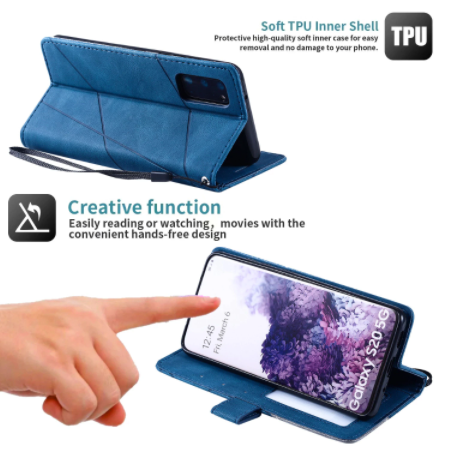 Soft TPU Inner Shell
Protective high-quality soft inner case for easy
removal and no damage to your phone.
TPU
Creative function
Easily reading or watching, movies with the
convenient hands-free design
12:45
Fri, March 6
Galaxy S20 5G